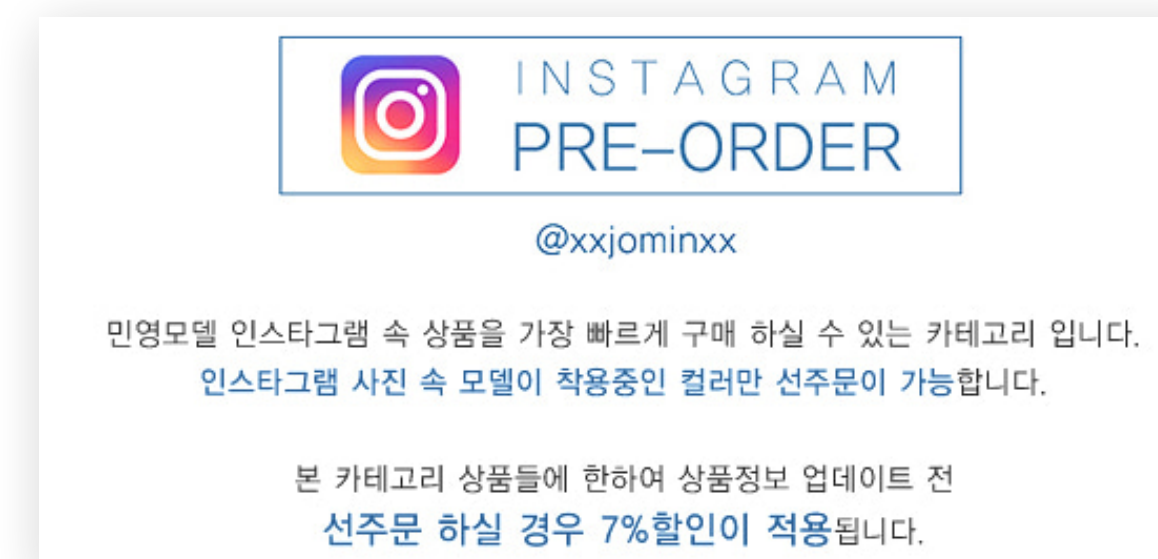 INSTAGRAM
PRE-ORDER
@xxjominxx
민영모델 인스타그램 속 상품을 가장 빠르게 구매 하실 수 있는 카테고리 입니다.
인스타그램 사진 속 모델이 착용중인 컬러만 선주문이 가능합니다.
본 카테고리 상품들에 한하여 상품정보 업데이트 전
선주문 하실 경우 7%할인이 적용됩니다.